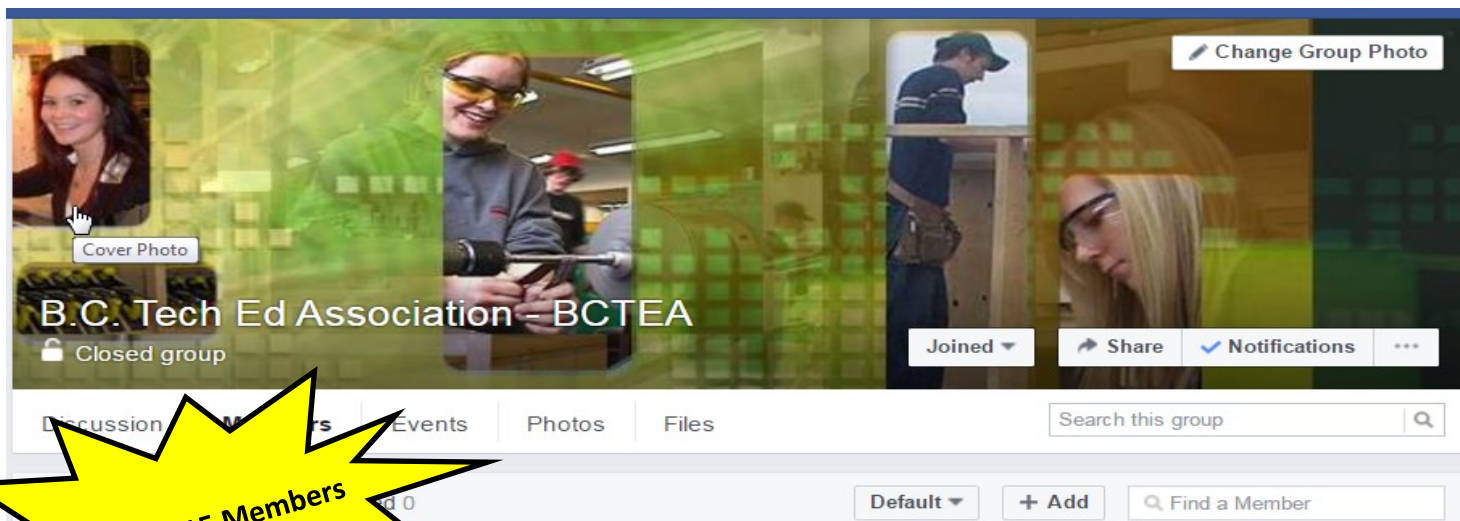 Change Group Photo
Cover Photo
B.C. Tech Ed Association - BCTEA
Closed group
Joined Share Notifications ...
Discussion Events Photos Files Search this group
Members
0 Default + Add Find a Member